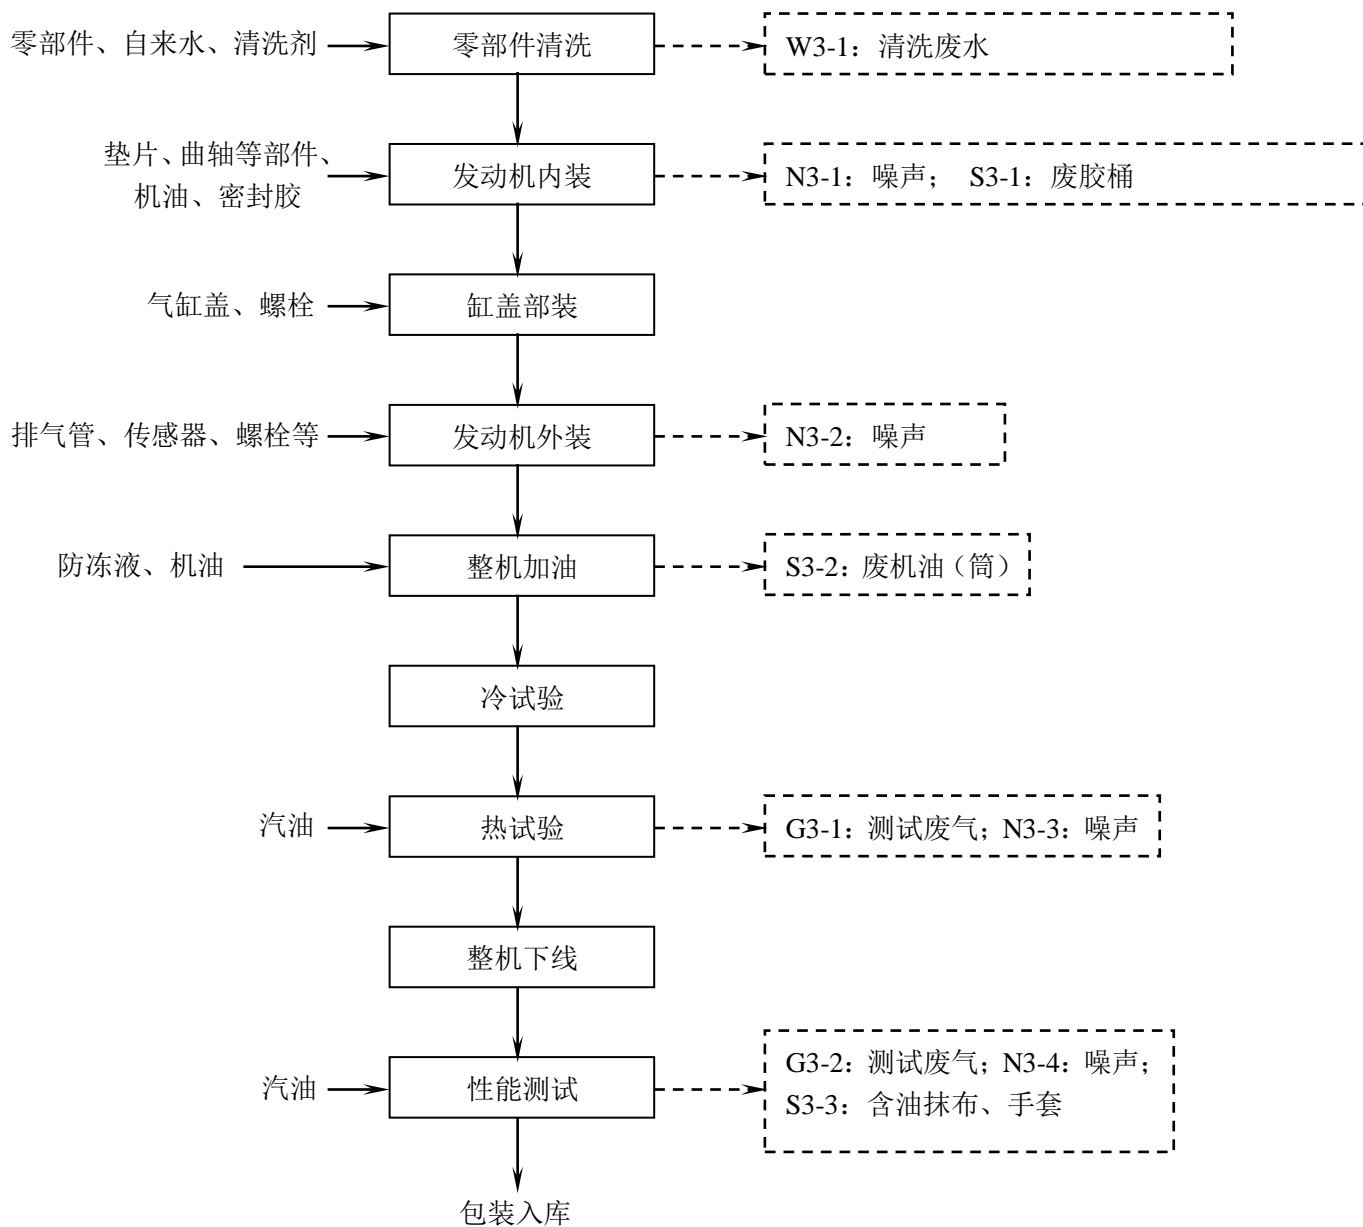 零部件、自来水、清洗剂
零部件清洗
W3-1：清洗废水
垫片、曲轴等部件、
机油、密封胶
发动机内装
N3-1：噪声； S3-1：废胶桶
气缸盖、螺栓
缸盖部装
排气管、传感器、螺栓等
发动机外装
N3-2：噪声
防冻液、机油
整机加油
S3-2：废机油（筒）
冷试验
汽油
热试验
G3-1：测试废气；N3-3：噪声
整机下线
汽油
性能测试
G3-2：测试废气；N3-4：噪声；
S3-3：含油抹布、手套
包装入库